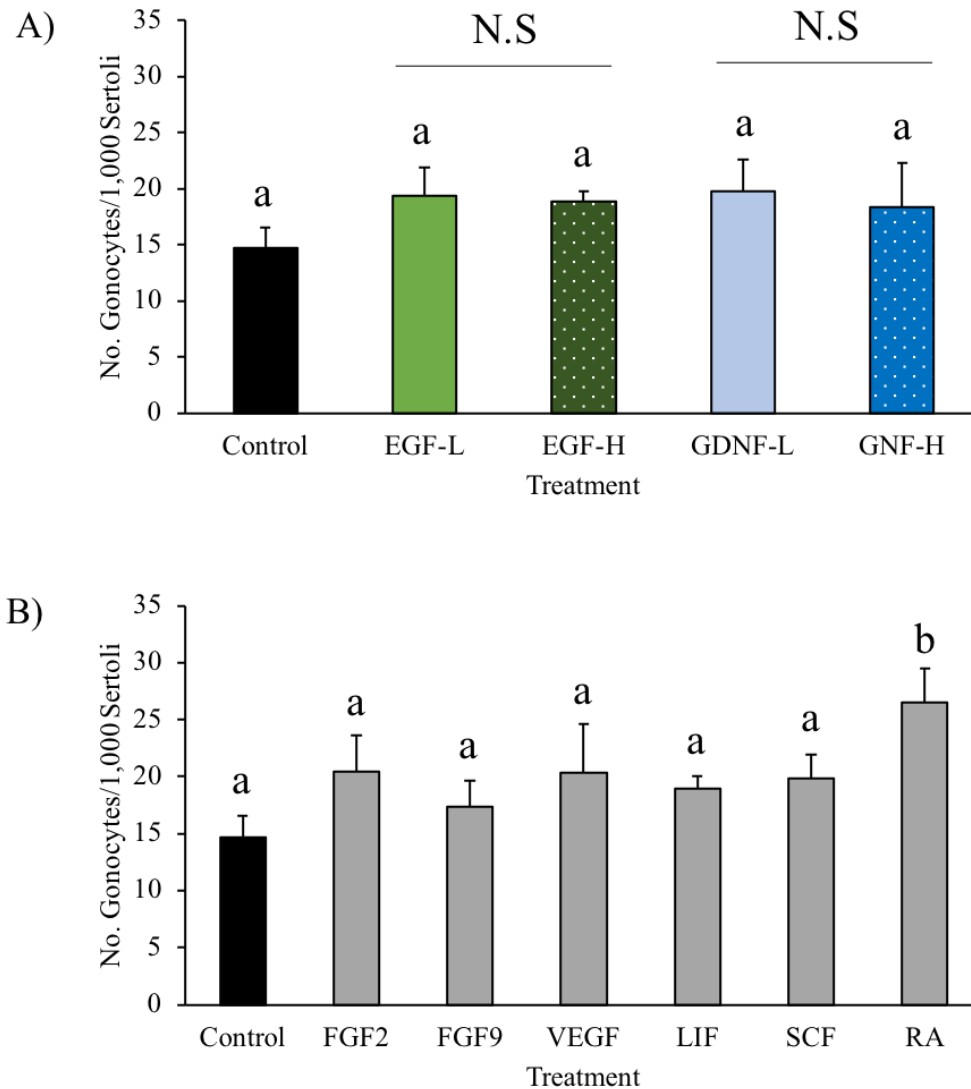 A)
N.S N.S
No. Gonocytes/1,000 Sertoli
35
30
25
20
15
10
5
0
a a a a a
Control EGF-L EGF-H GDNF-L GNF-H
Treatment
B)
No. Gonocytes/1,000 Sertoli
35
30
25
20
15
10
5
0
a a a a a a b
Control FGF2 FGF9 VEGF LIF SCF RA
Treatment